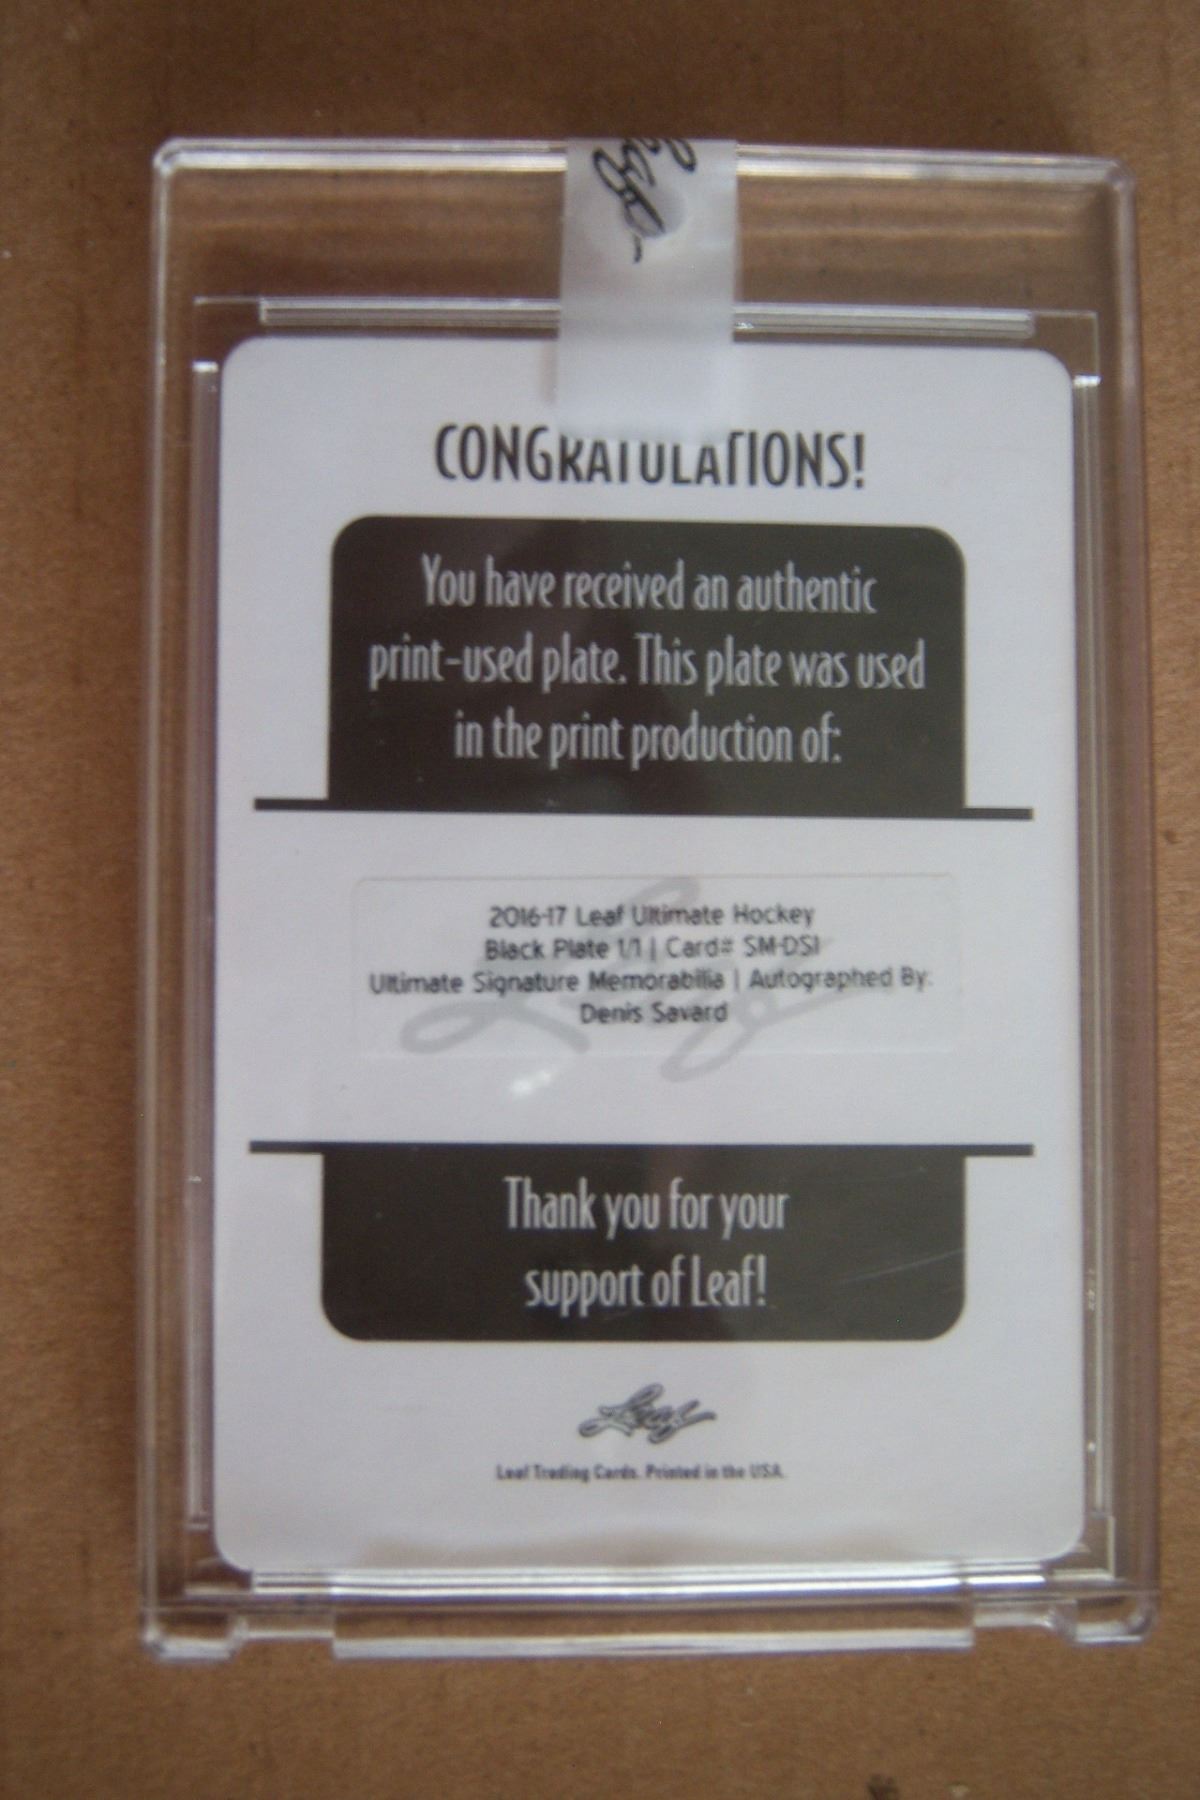 Leaf
CONGRATULATIONS!
You have received an authentic
print-used plate. This plate was used
in the print production of:
2016-17 Leaf Ultimate Hockey
Black Plate 1/1 | Card# SM-DS1
Ultimate Signature Memorabilia | Autographed By:
Denis Savard
Thank you for your
support of Leaf!
Leaf
Leaf Trading Cards. Printed in the USA.